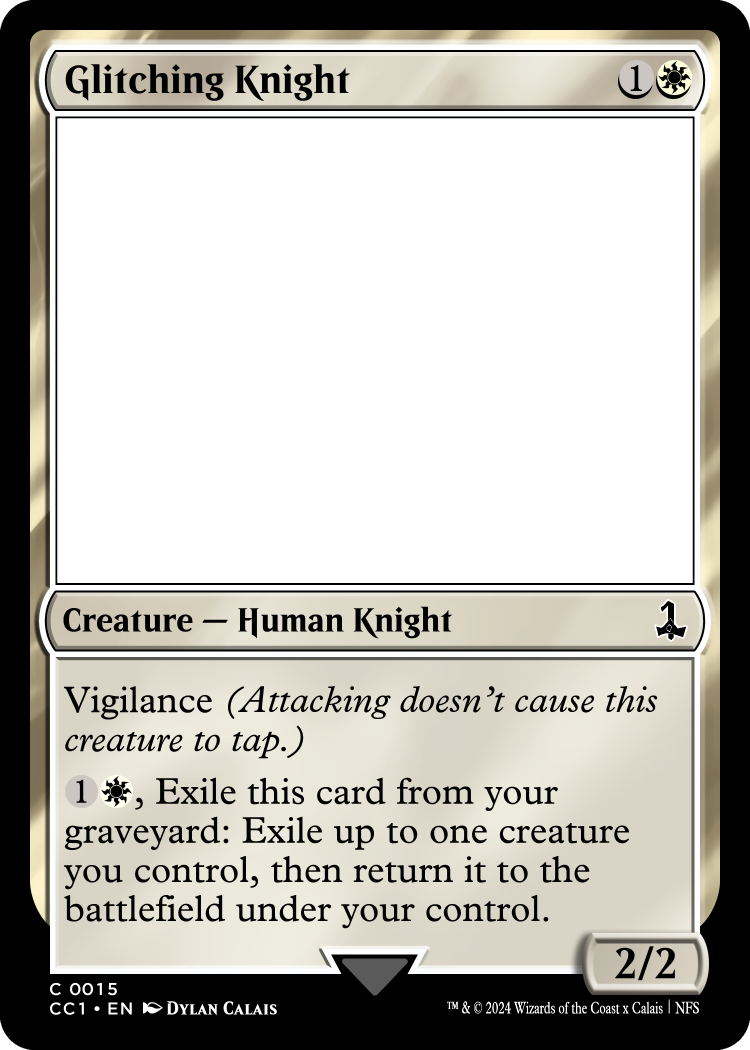 Glitching Knight 1
Creature — Human Knight
Vigilance (Attacking doesn't cause this
creature to tap.)
1, Exile this card from your
graveyard: Exile up to one creature
you control, then return it to the
battlefield under your control.
2/2
C 0015
CC1 • EN Dylan Calais
™ & © 2024 Wizards of the Coast x Calais | NFS